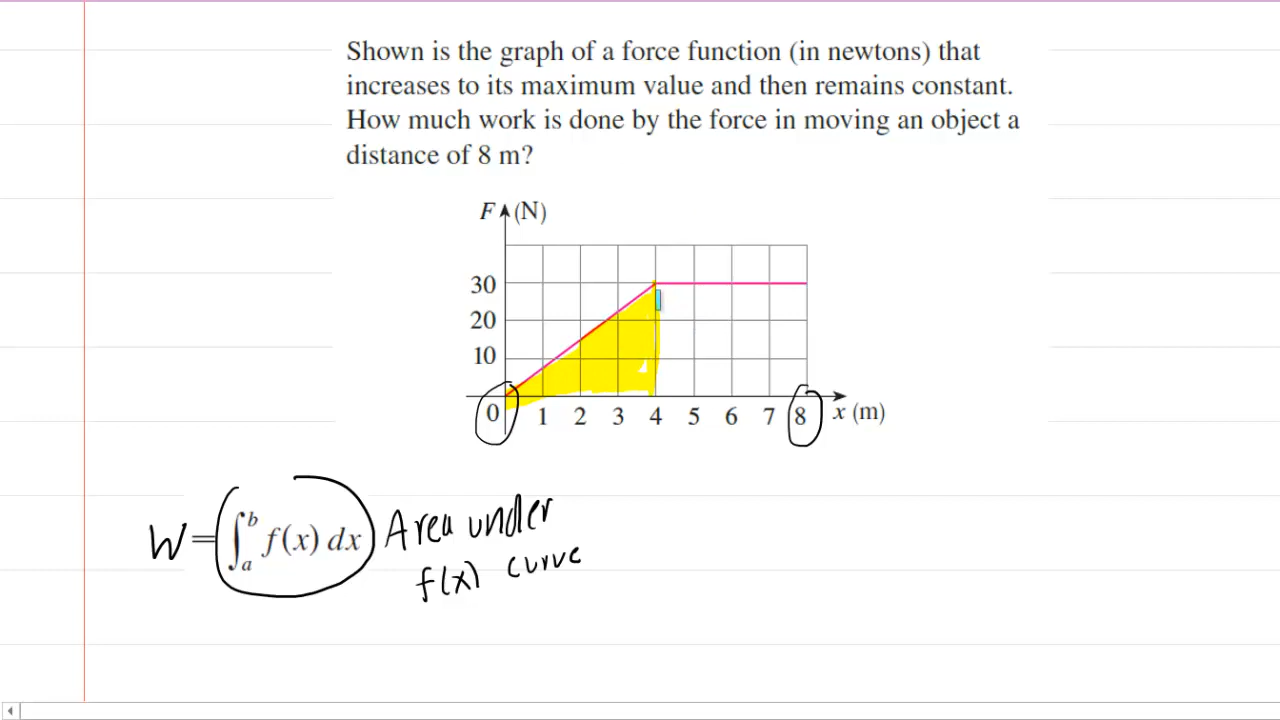 Shown is the graph of a force function (in newtons) that
increases to its maximum value and then remains constant.
How much work is done by the force in moving an object a
distance of 8 m?
F (N)
30
20
10
0 1 2 3 4 5 6 7 8 x (m)
W = ∫_a^b f(x) dx Area under
f(x) curve